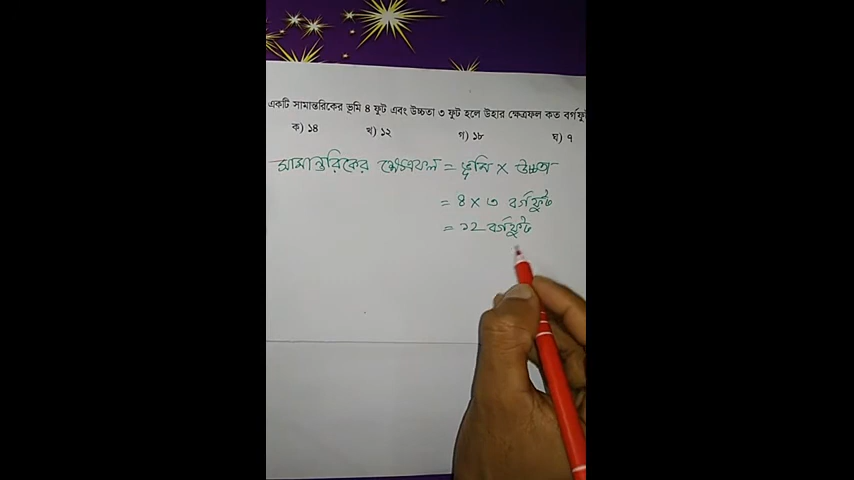 একটি সামান্তরিকের ভূমি ৪ ফুট এবং উচ্চতা ৩ ফুট হলে উহার ক্ষেত্রফল কত বর্গফু
ক) ১৪ খ) ১২ গ) ১৮ ঘ) ৭
সামান্তরিকের ক্ষেত্রফল = ভূমি × উচ্চতা
= ৪ × ৩ বর্গফুট
= ১২ বর্গফুট